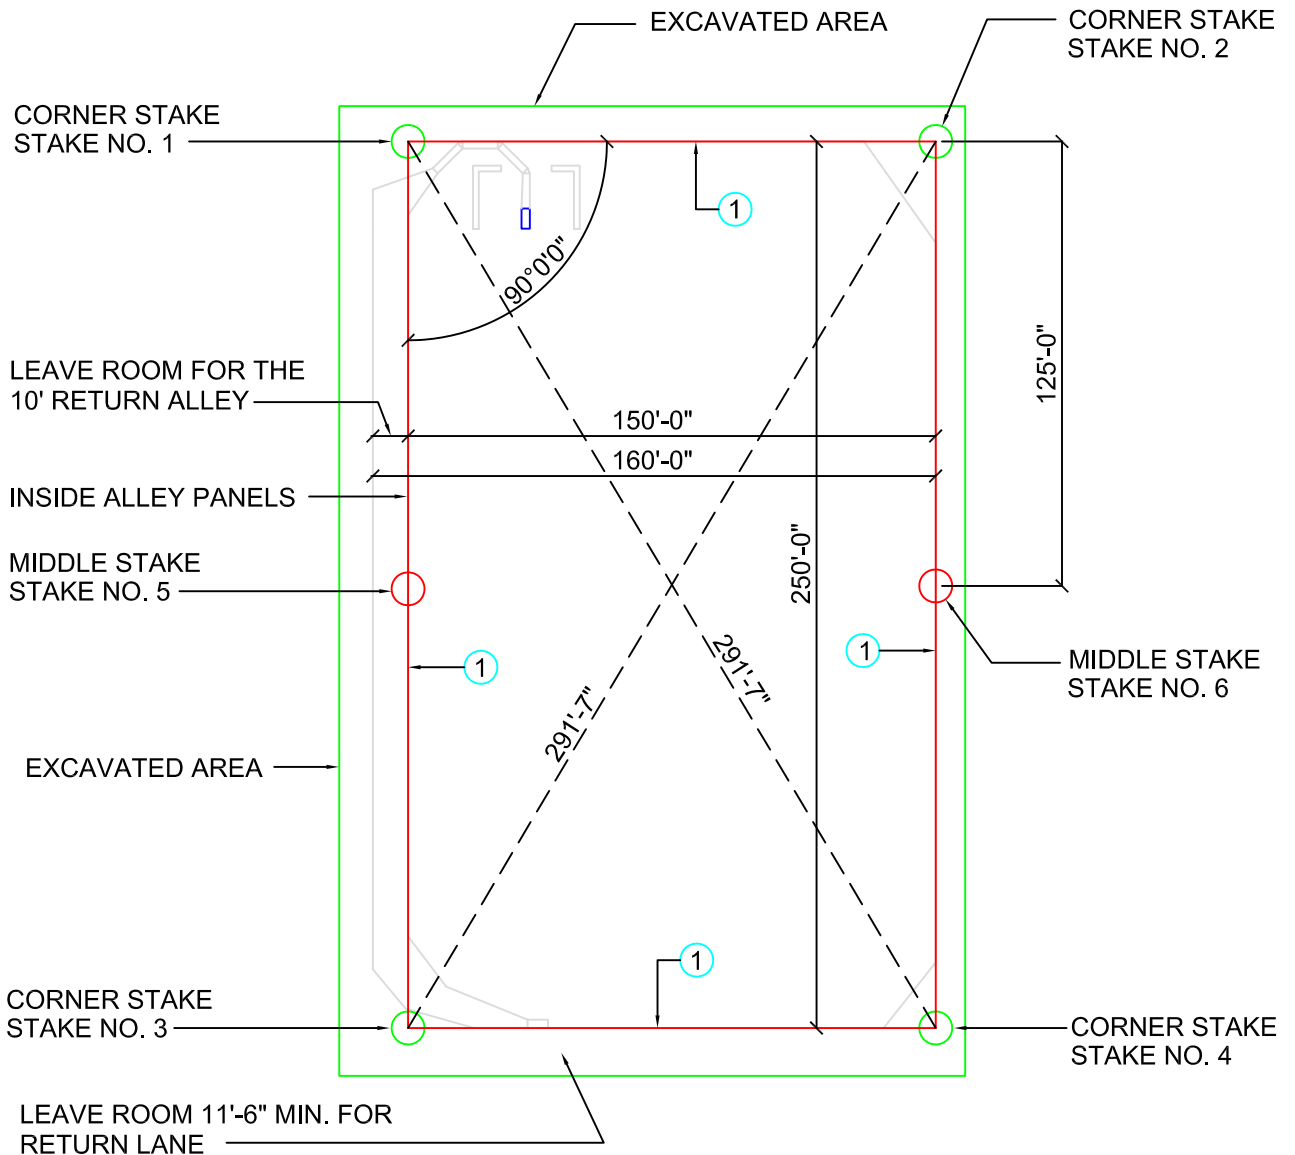 EXCAVATED AREA
CORNER STAKE
STAKE NO. 2
CORNER STAKE
STAKE NO. 1
1
90°0'0"
LEAVE ROOM FOR THE
10' RETURN ALLEY
125'-0"
150'-0"
160'-0"
INSIDE ALLEY PANELS
250'-0"
MIDDLE STAKE
STAKE NO. 5
1
1
MIDDLE STAKE
STAKE NO. 6
291'-7"
291'-7"
EXCAVATED AREA
1
CORNER STAKE
STAKE NO. 3
CORNER STAKE
STAKE NO. 4
LEAVE ROOM 11'-6" MIN. FOR
RETURN LANE